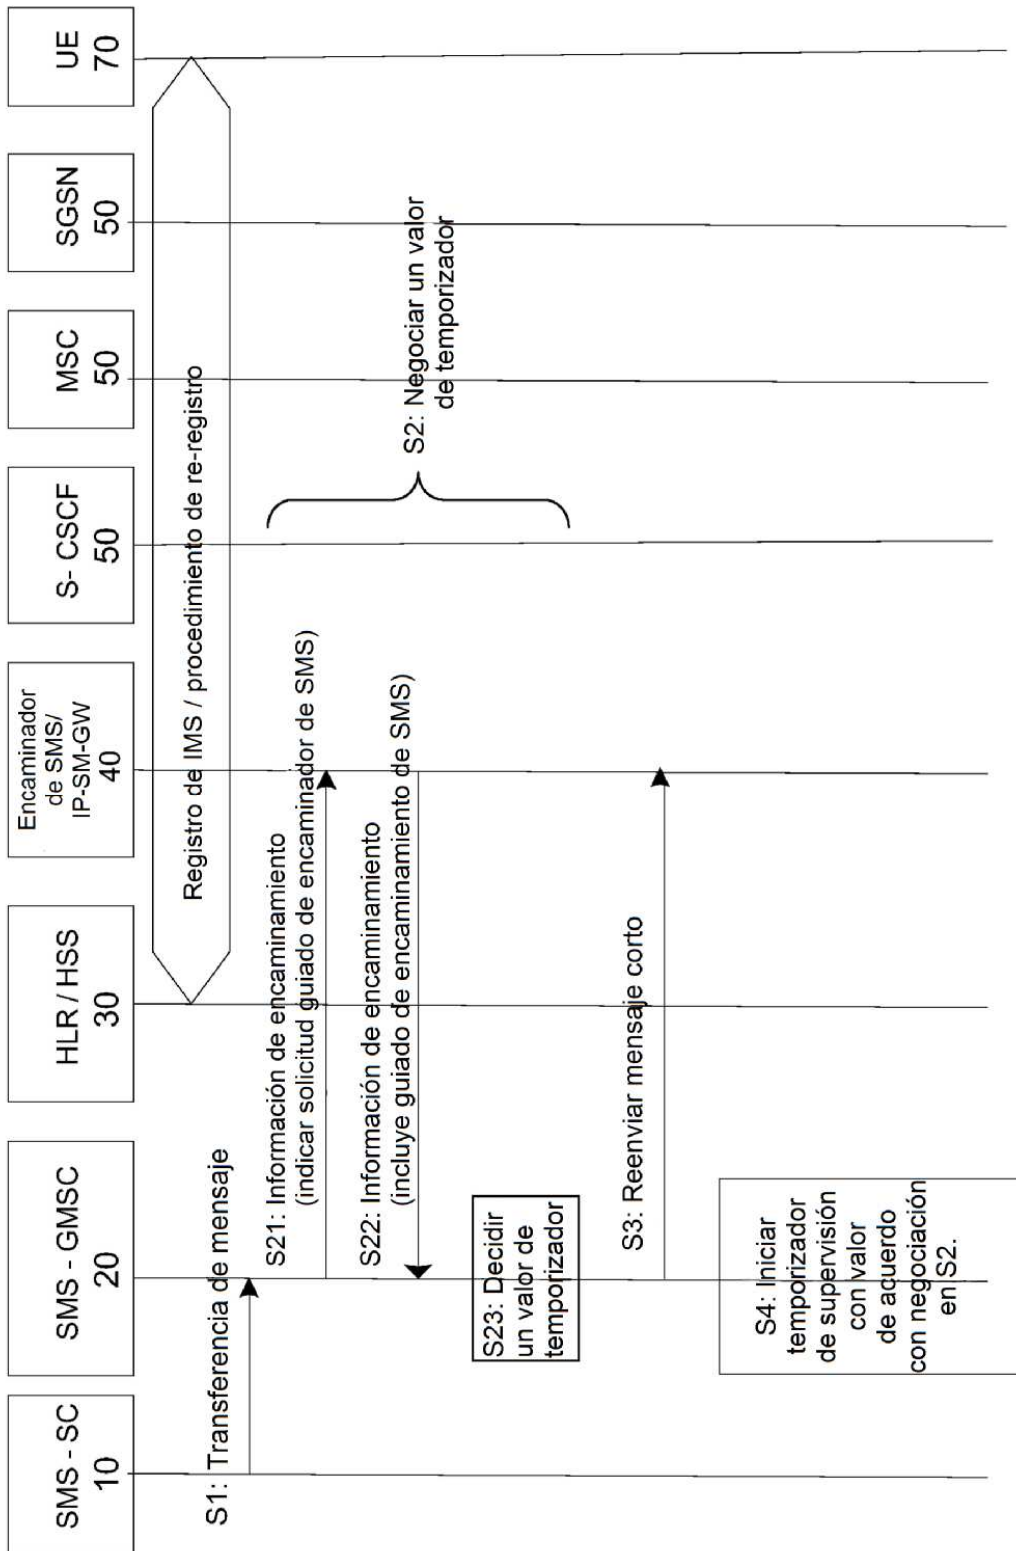 SMS - SC
10
SMS - GMSC
20
HLR / HSS
30
Encaminador
de SMS/
IP-SM-GW
40
S- CSCF
50
MSC
50
SGSN
50
UE
70
Registro de IMS / procedimiento de re-registro
S1: Transferencia de mensaje
S21: Información de encaminamiento
(indicar solicitud guiado de encaminador de SMS)
S22: Información de encaminamiento
(incluye guiado de encaminamiento de SMS)
S2: Negociar un valor
de temporizador
S23: Decidir
un valor de
temporizador
S3: Reenviar mensaje corto
S4: Iniciar
temporizador
de supervisión
con valor
de acuerdo
con negociación
en S2.